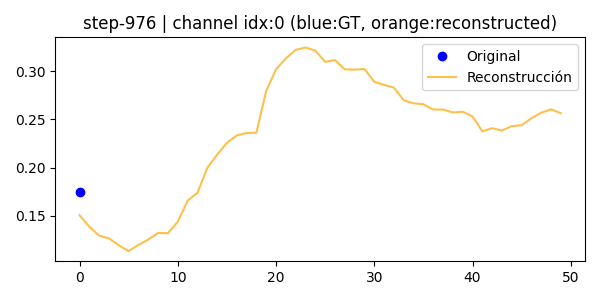 step-976 | channel idx:0 (blue:GT, orange:reconstructed)
Original
Reconstrucción
0.30
0.25
0.20
0.15
0 10 20 30 40 50